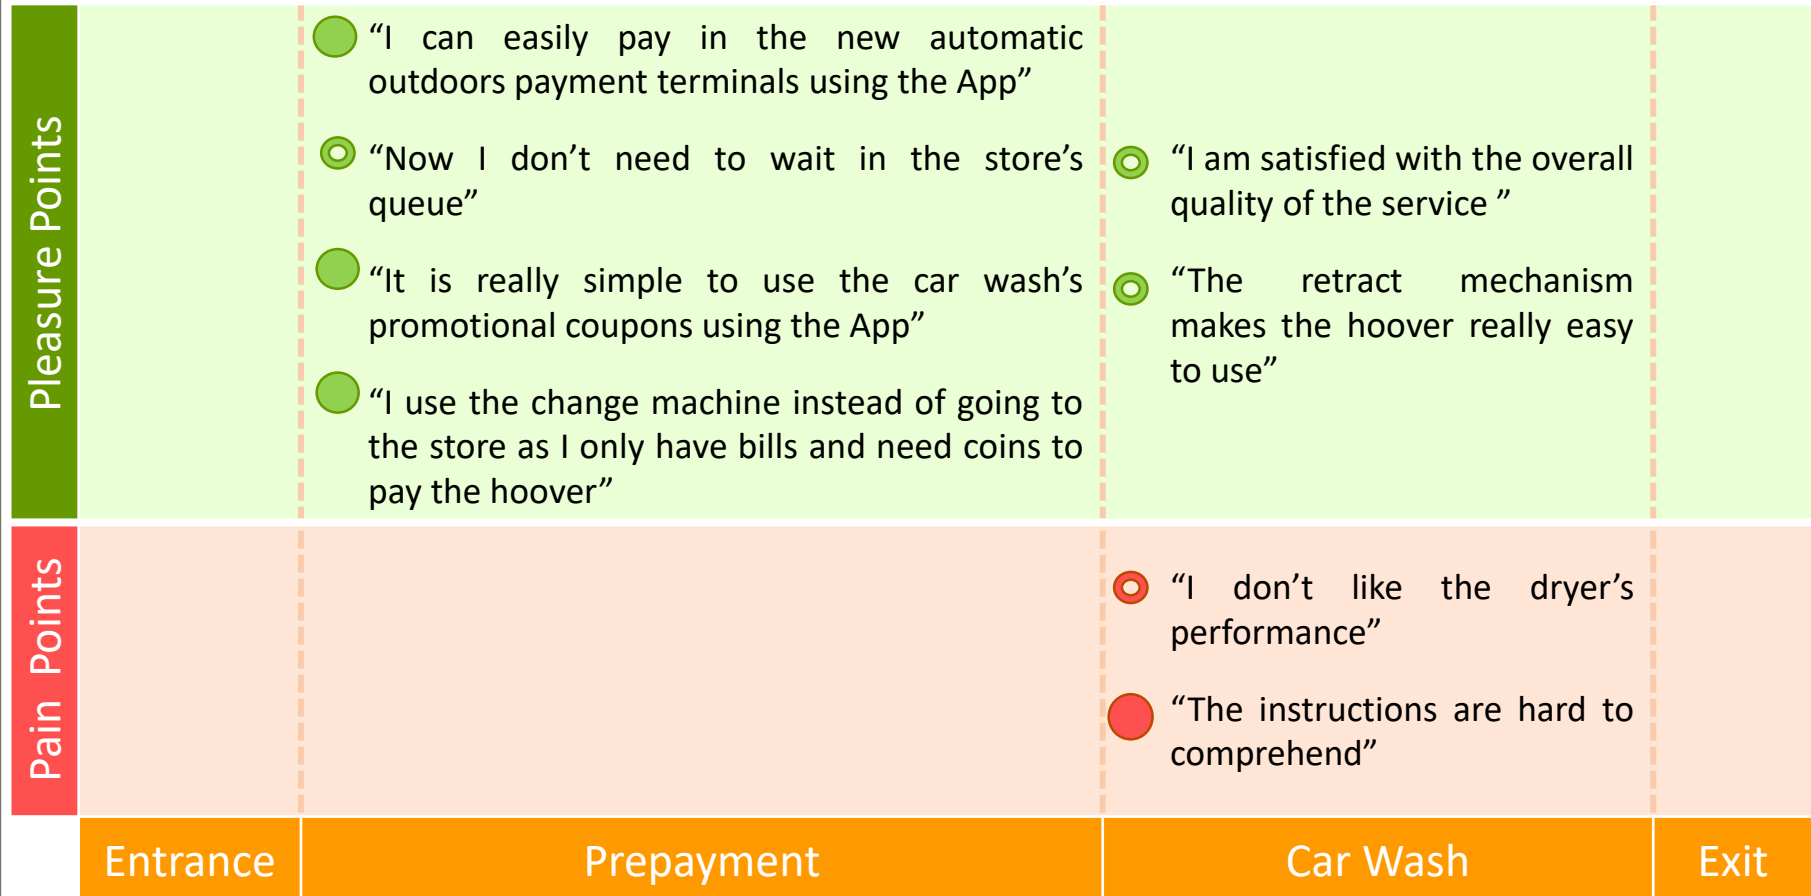 Pleasure Points
“I can easily pay in the new automatic
outdoors payment terminals using the App”
“Now I don’t need to wait in the store’s
queue”
“It is really simple to use the car wash’s
promotional coupons using the App”
“I use the change machine instead of going to
the store as I only have bills and need coins to
pay the hoover”
“I am satisfied with the overall
quality of the service ”
“The retract mechanism
makes the hoover really easy
to use”
Pain Points
“I don’t like the dryer’s
performance”
“The instructions are hard to
comprehend”
Entrance
Prepayment
Car Wash
Exit